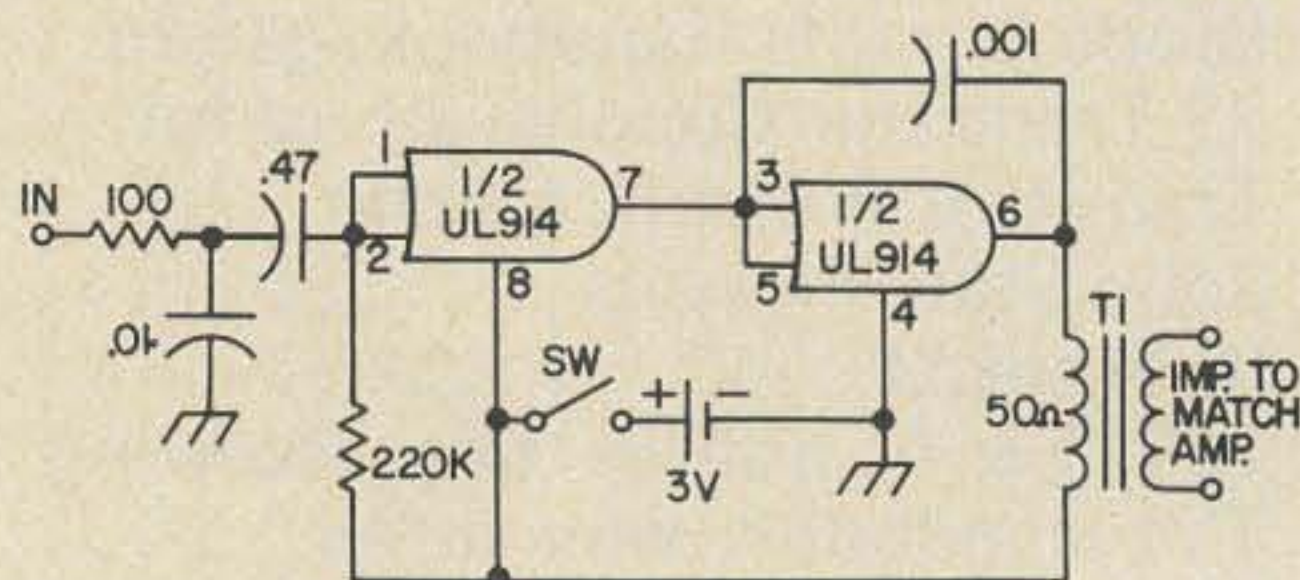 IN
100
.47
.01
1
2
1/2
UL914
7
8
220K
SW
+
-
3V
3
5
1/2
UL914
6
4
.001
T1
50Ω
IMP. TO
MATCH
AMP.